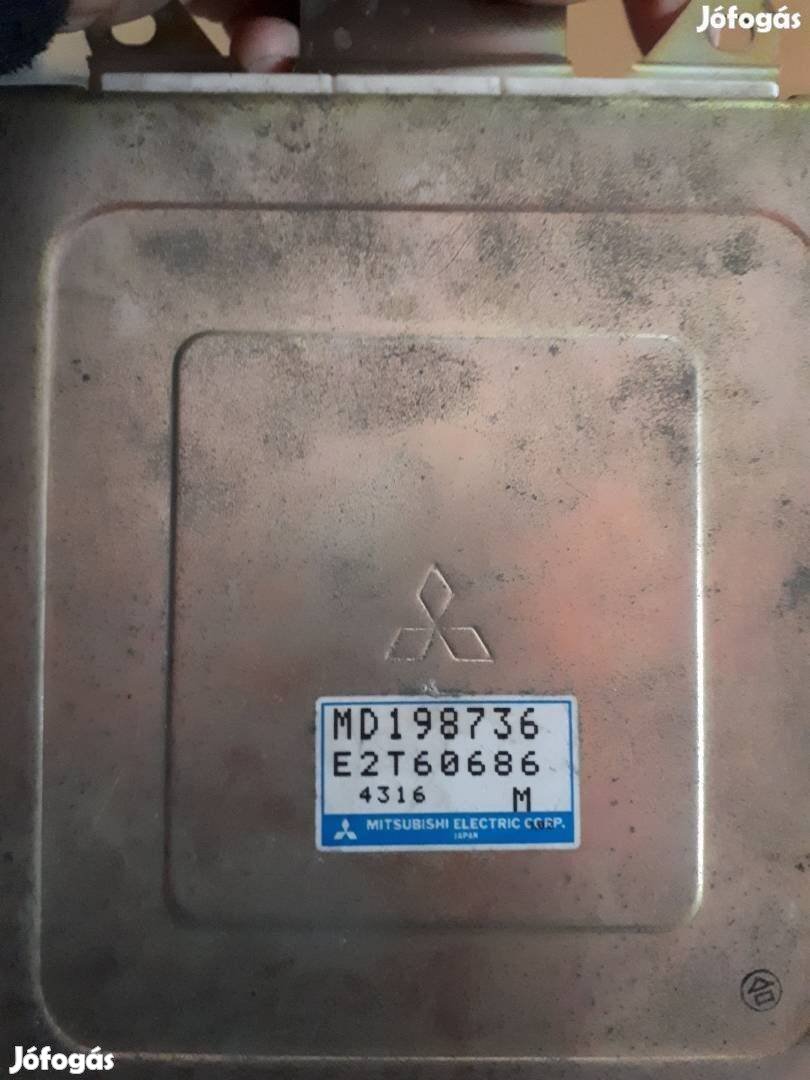 Jófogás
MD198736
E2T60686
4316 M
MITSUBISHI ELECTRIC CORP.
JAPAN
Jófogás